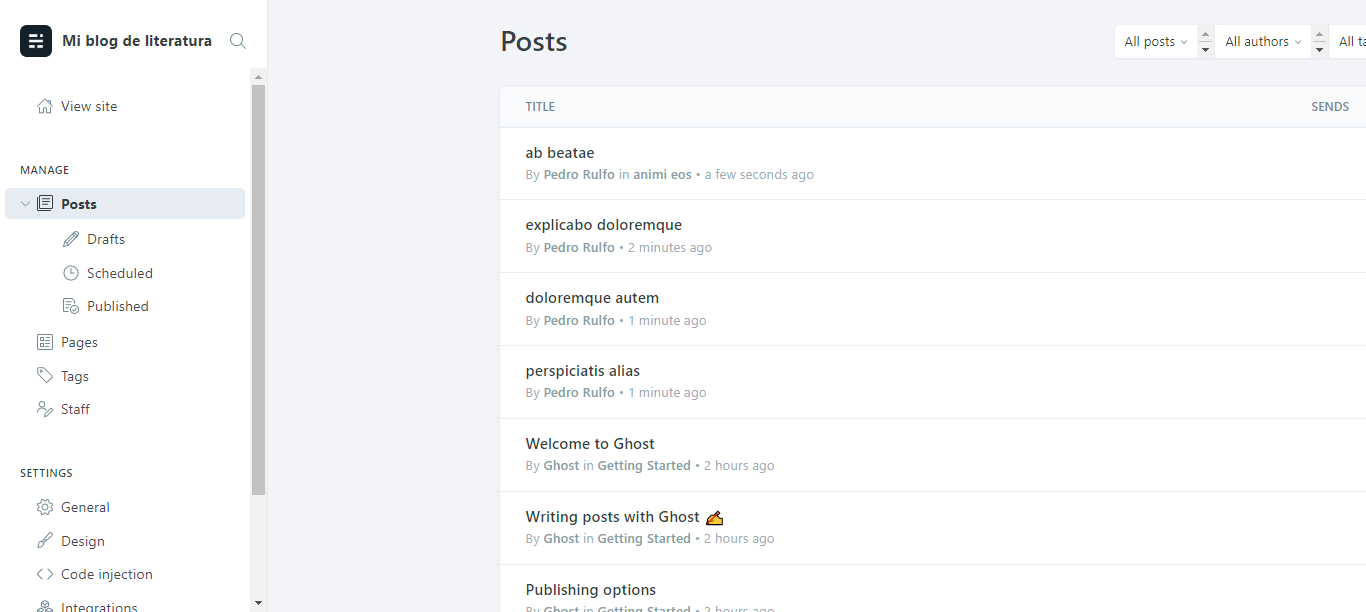 Mi blog de literatura
View site
MANAGE
Posts
Drafts
Scheduled
Published
Pages
Tags
Staff
SETTINGS
General
Design
Code injection
Integrations
Posts
All posts
All authors
All ta
TITLE
SENDS
ab beatae
By Pedro Rulfo in animi eos • a few seconds ago
explicabo doloremque
By Pedro Rulfo • 2 minutes ago
doloremque autem
By Pedro Rulfo • 1 minute ago
perspiciatis alias
By Pedro Rulfo • 1 minute ago
Welcome to Ghost
By Ghost in Getting Started • 2 hours ago
Writing posts with Ghost ✍️
By Ghost in Getting Started • 2 hours ago
Publishing options
By Ghost in Getting Started • 2 hours ago